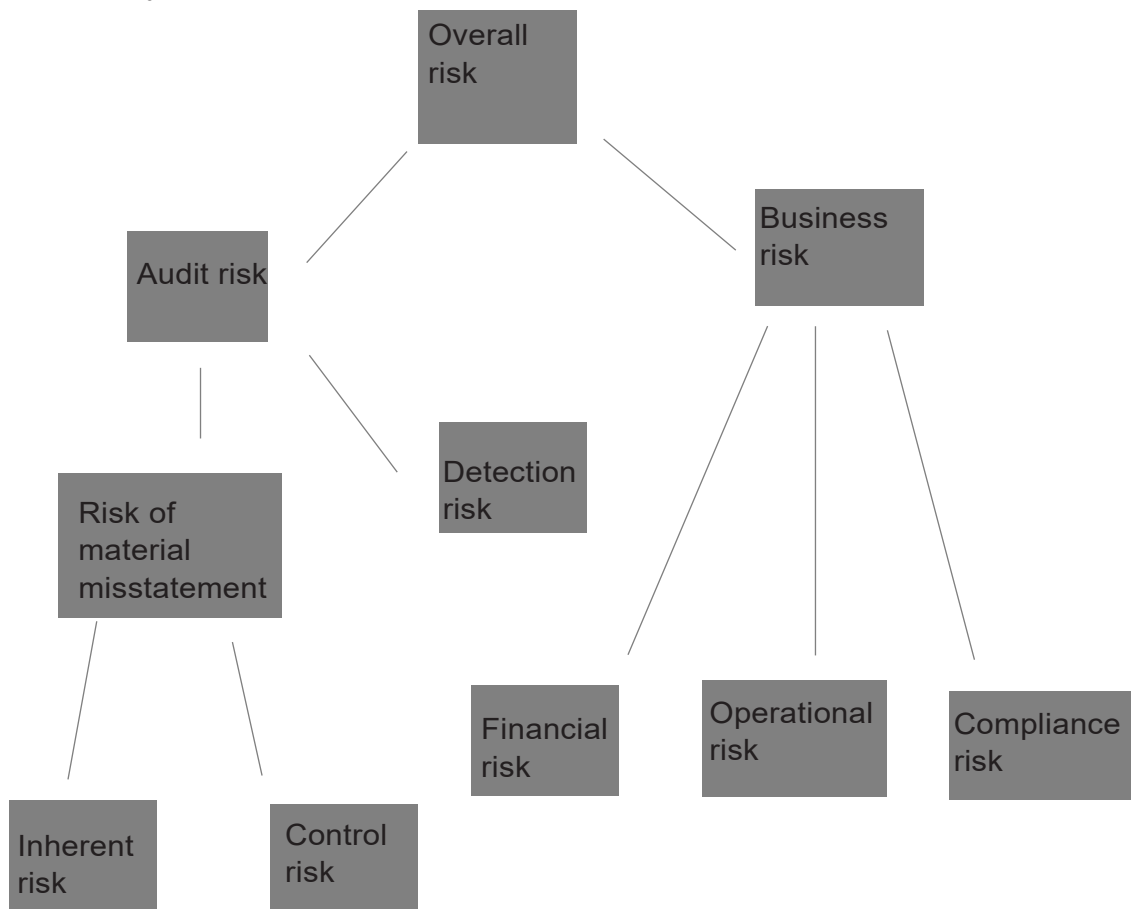 Overall
risk
Business
risk
Audit risk
Detection
risk
Risk of
material
misstatement
Financial
risk
Operational
risk
Compliance
risk
Inherent
risk
Control
risk